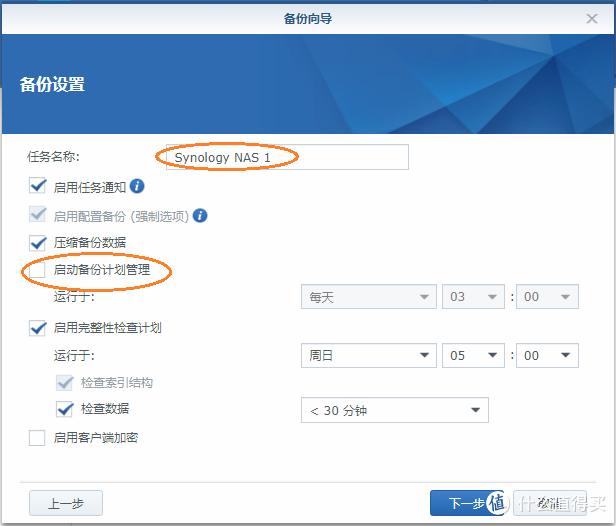 备份向导
备份设置
任务名称: Synology NAS 1
启用任务通知
启用配置备份 (强制选项)
压缩备份数据
启动备份计划管理
运行于: 每天 03 : 00
启用完整性检查计划
运行于: 周日 05 : 00
检查索引结构
检查数据 < 30 分钟
启用客户端加密
上一步 下一步 取消
值 什么值得买